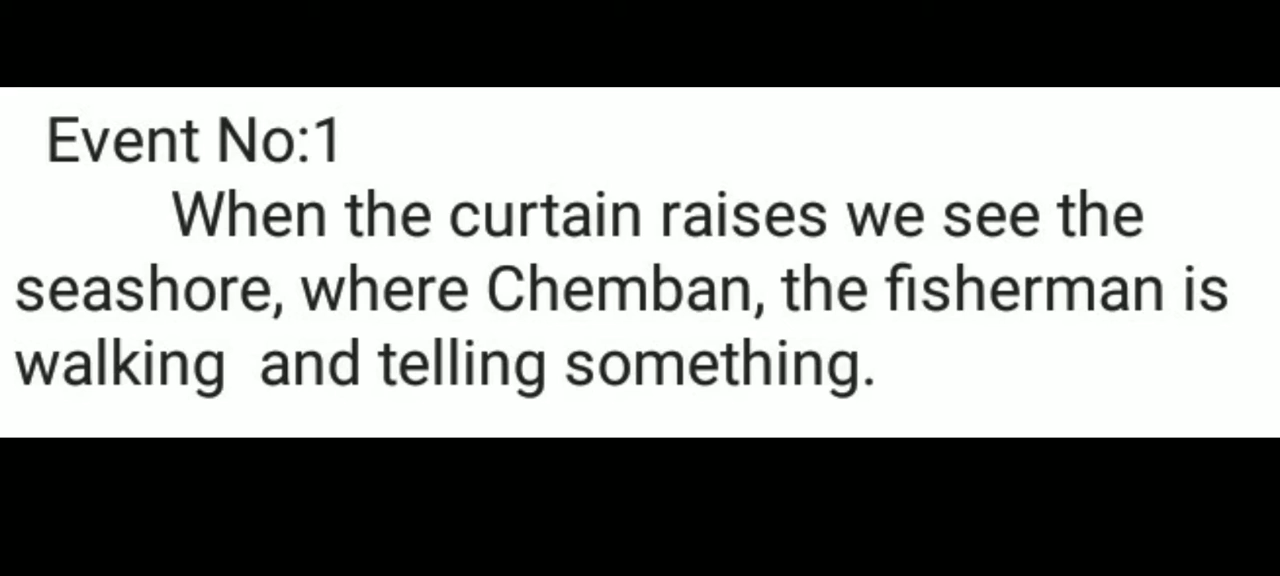 Event No:1
When the curtain raises we see the
seashore, where Chemban, the fisherman is
walking  and telling something.